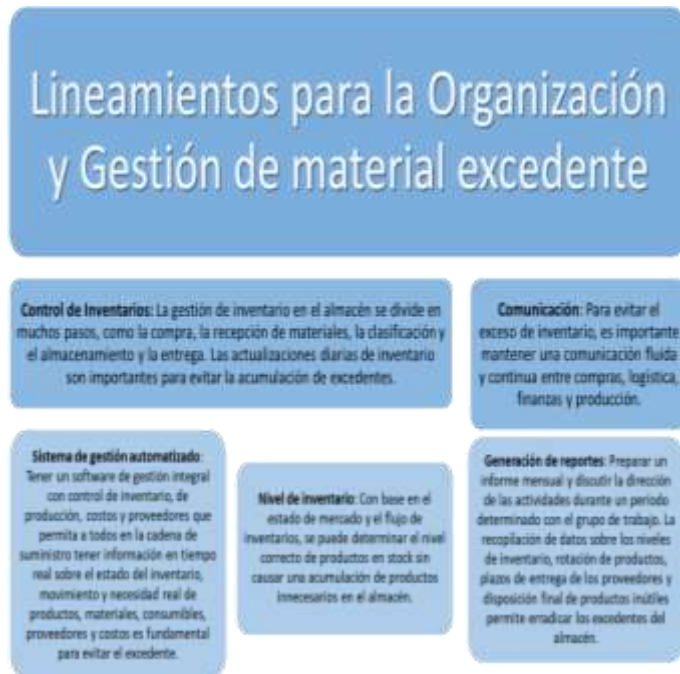 Lineamientos para la Organización
y Gestión de material excedente
Control de Inventarios: La gestión de inventario en el almacén se divide en
muchos pasos, como la compra, la recepción de materiales, la clasificación y
el almacenamiento y la entrega. Las actualizaciones diarias de inventario
son importantes para evitar la acumulación de excedentes.
Comunicación: Para evitar el
exceso de inventario, es importante
mantener una comunicación fluida
y continua entre compras, logística,
finanzas y producción.
Sistema de gestión automatizado:
Tener un software de gestión integral
con control de inventario, de
producción, costos y proveedores que
permita a todos en la cadena de
suministro tener información en tiempo
real sobre el estado del inventario,
movimiento y necesidad real de
productos, materiales, consumibles,
proveedores y costos es fundamental
para evitar el excedente.
Nivel de inventario: Con base en el
estado de mercado y el flujo de
inventarios, se puede determinar el nivel
correcto de productos en stock sin
causar una acumulación de productos
innecesarios en el almacén.
Generación de reportes: Preparar un
informe mensual y discutir la dirección
de las actividades durante un periodo
determinado con el grupo de trabajo. La
recopilación de datos sobre los niveles
de inventario, rotación de productos,
plazos de entrega de los proveedores y
disposición final de productos inútiles
permite erradicar los excedentes del
almacén.